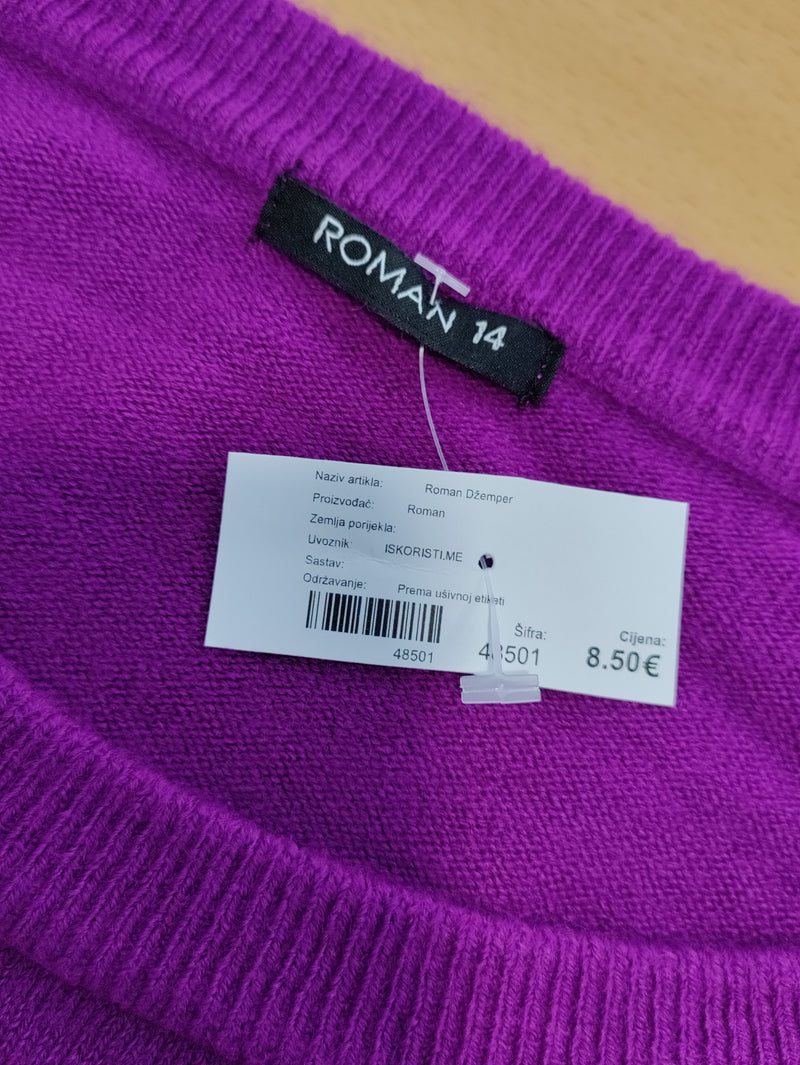 ROMAN 14
Naziv artikla: Roman Džemper
Proizvođač: Roman
Zemlja porijekla:
Uvoznik: ISKORISTI.ME
Sastav:
Održavanje: Prema ušivnoj etiketi
48501
Šifra:
48501
Cijena:
8.50€